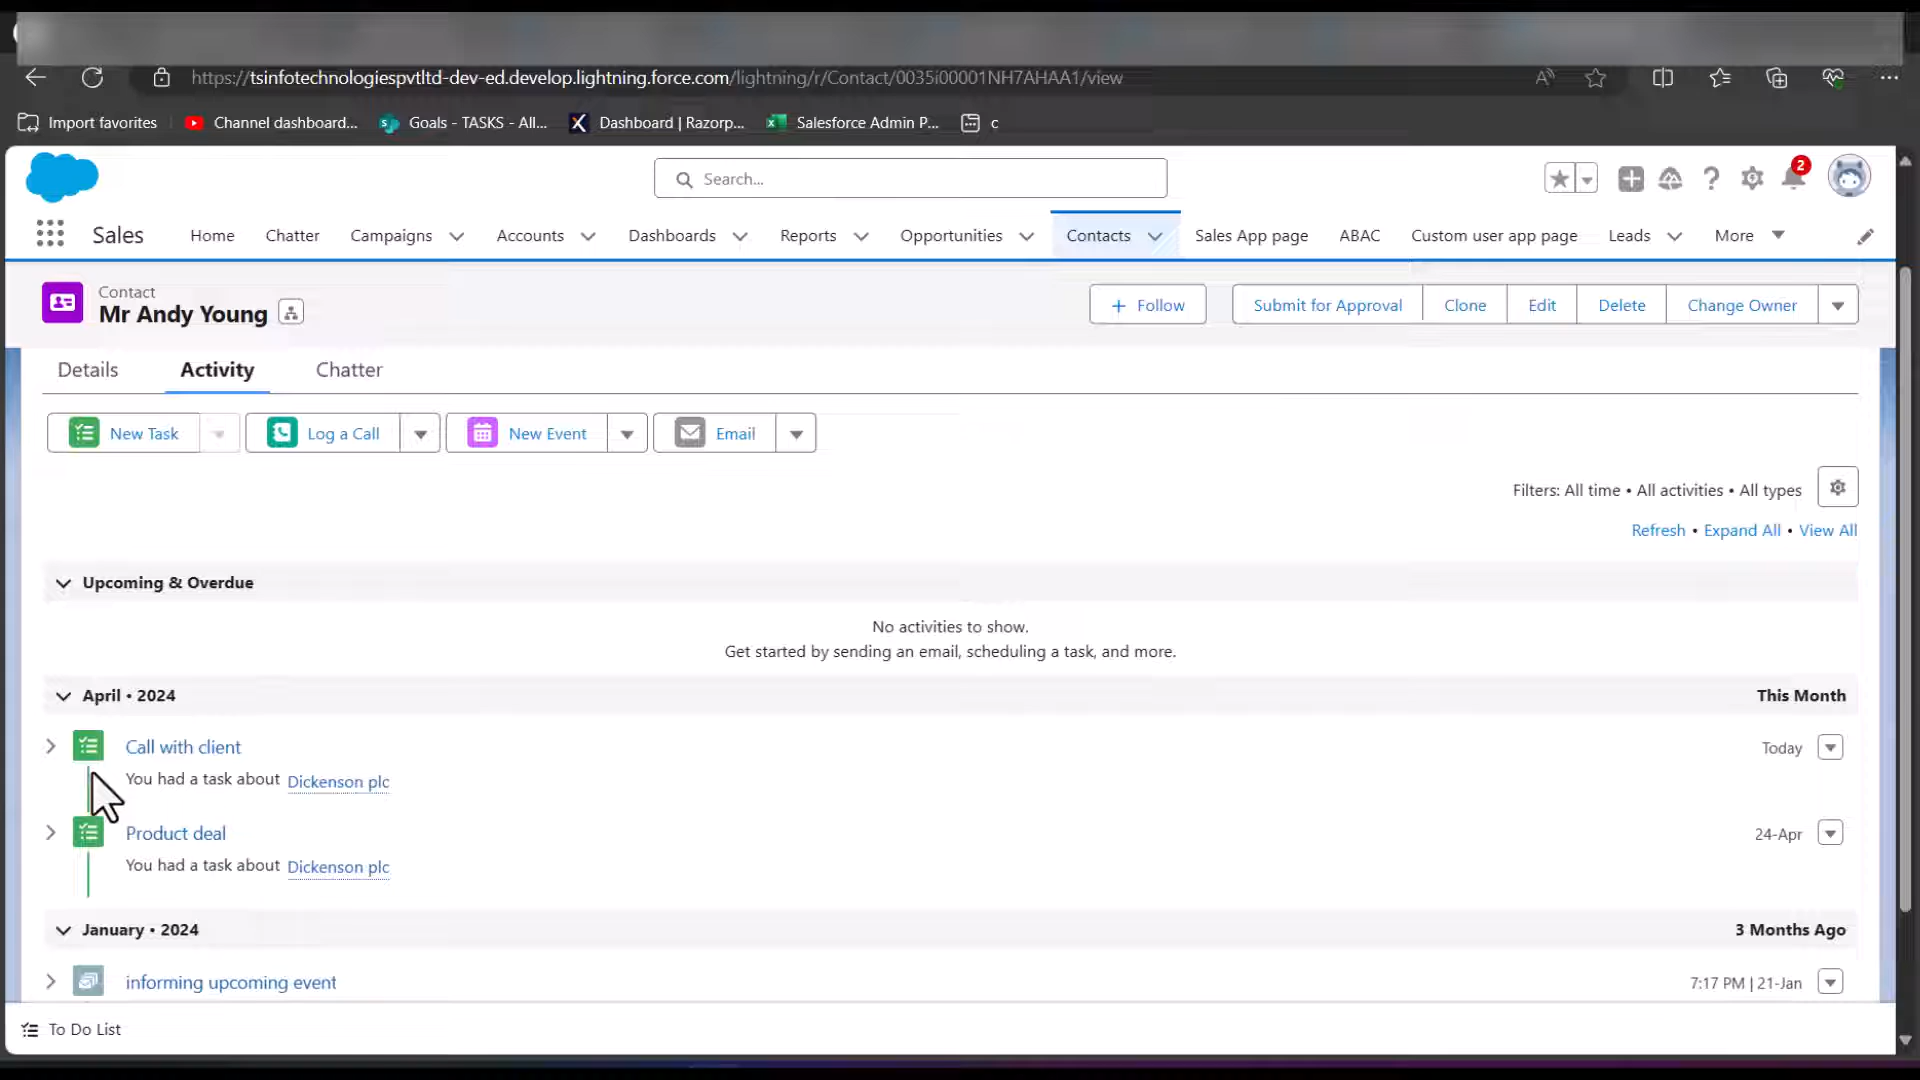 https://tsinfotechnologiespvtltd-dev-ed.develop.lightning.force.com/lightning/r/Contact/0035i00001NH7AHAA1/view
Import favorites Channel dashboard... Goals - TASKS - All... Dashboard | Razorp... Salesforce Admin P... c
Search... 2
Sales Home Chatter Campaigns Accounts Dashboards Reports Opportunities Contacts Sales App page ABAC Custom user app page Leads More
Contact
Mr Andy Young + Follow Submit for Approval Clone Edit Delete Change Owner
Details Activity Chatter
New Task Log a Call New Event Email
Filters: All time • All activities • All types
Refresh • Expand All • View All
Upcoming & Overdue
No activities to show.
Get started by sending an email, scheduling a task, and more.
April • 2024 This Month
Call with client Today
You had a task about Dickenson plc
Product deal 24-Apr
You had a task about Dickenson plc
January • 2024 3 Months Ago
informing upcoming event 7:17 PM | 21-Jan
To Do List